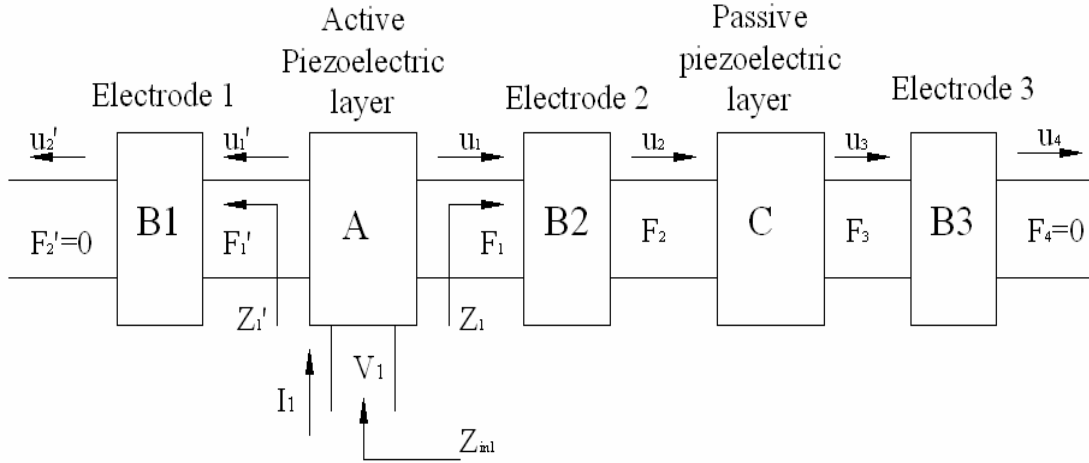 Active
Piezoelectric
layer
Passive
piezoelectric
layer
Electrode 1
Electrode 2
Electrode 3
u₂'
u₁'
u₁
u₂
u₃
u₄
B1
A
B2
C
B3
F₂'=0
F₁'
F₁
F₂
F₃
F₄=0
Z₁'
Z₁
V₁
I₁
Zᵢₙ₁